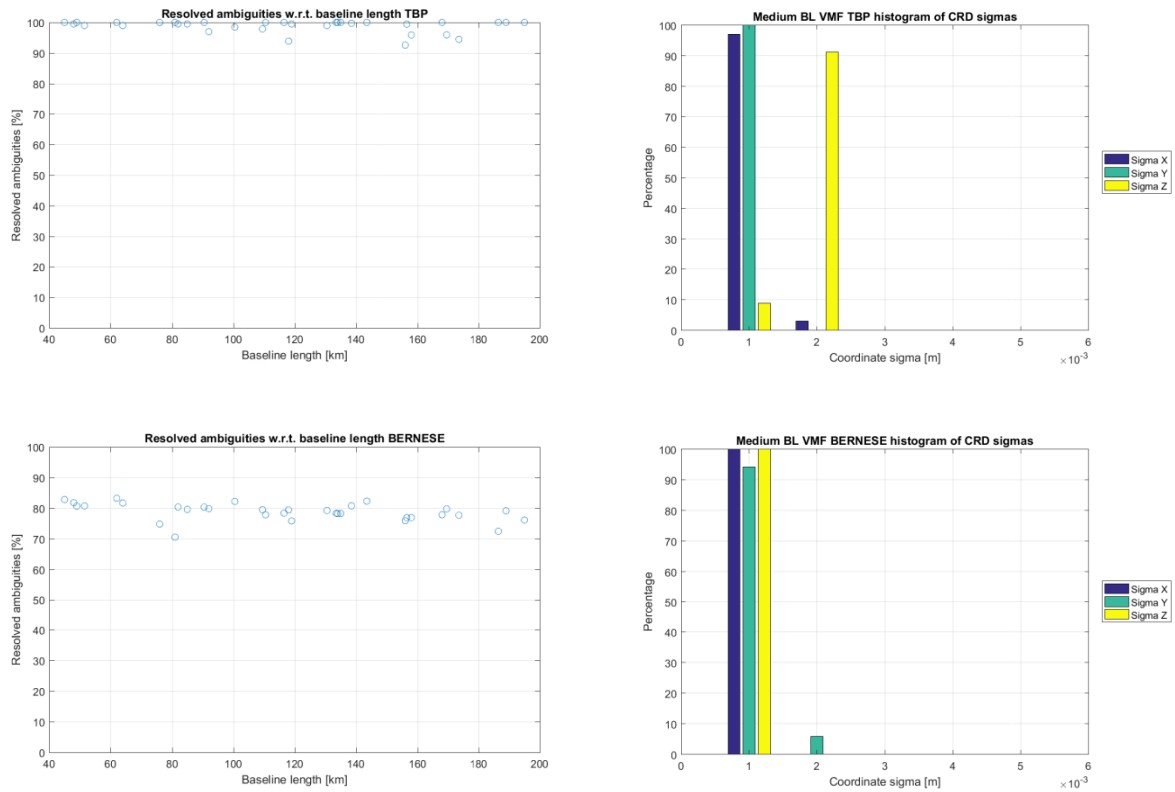 Resolved ambiguities w.r.t. baseline length TBP
100
90
80
70
60
50
40
30
20
10
0
Resolved ambiguities [%]
40 60 80 100 120 140 160 180 200
Baseline length [km]
Medium BL VMF TBP histogram of CRD sigmas
100
90
80
70
60
50
40
30
20
10
0
Percentage
0 1 2 3 4 5 6
×10-3
Coordinate sigma [m]
Sigma X
Sigma Y
Sigma Z
Resolved ambiguities w.r.t. baseline length BERNESE
100
90
80
70
60
50
40
30
20
10
0
Resolved ambiguities [%]
40 60 80 100 120 140 160 180 200
Baseline length [km]
Medium BL VMF BERNESE histogram of CRD sigmas
100
90
80
70
60
50
40
30
20
10
0
Percentage
0 1 2 3 4 5 6
×10-3
Coordinate sigma [m]
Sigma X
Sigma Y
Sigma Z